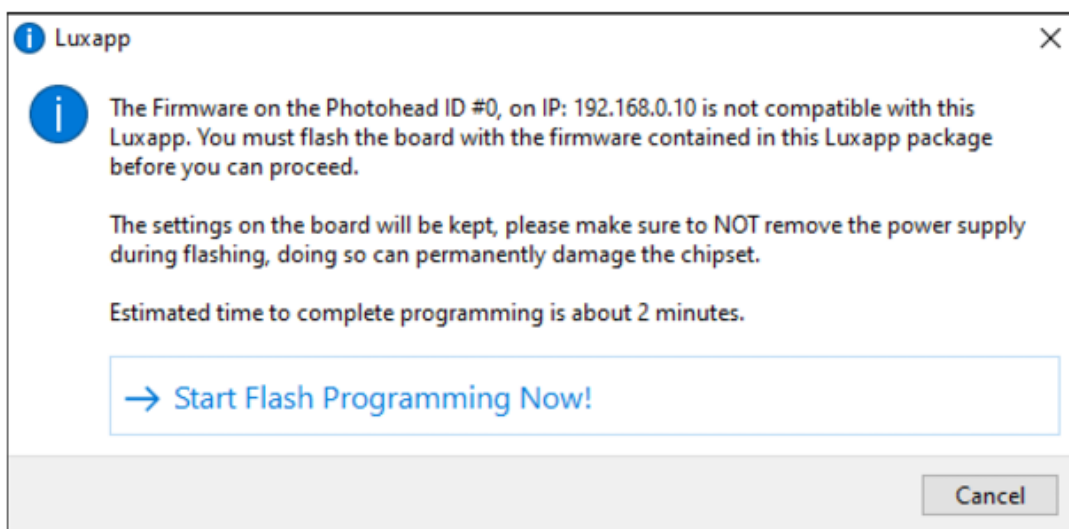 Luxapp
The Firmware on the Photohead ID #0, on IP: 192.168.0.10 is not compatible with this
Luxapp. You must flash the board with the firmware contained in this Luxapp package
before you can proceed.
The settings on the board will be kept, please make sure to NOT remove the power supply
during flashing, doing so can permanently damage the chipset.
Estimated time to complete programming is about 2 minutes.
→ Start Flash Programming Now!
Cancel